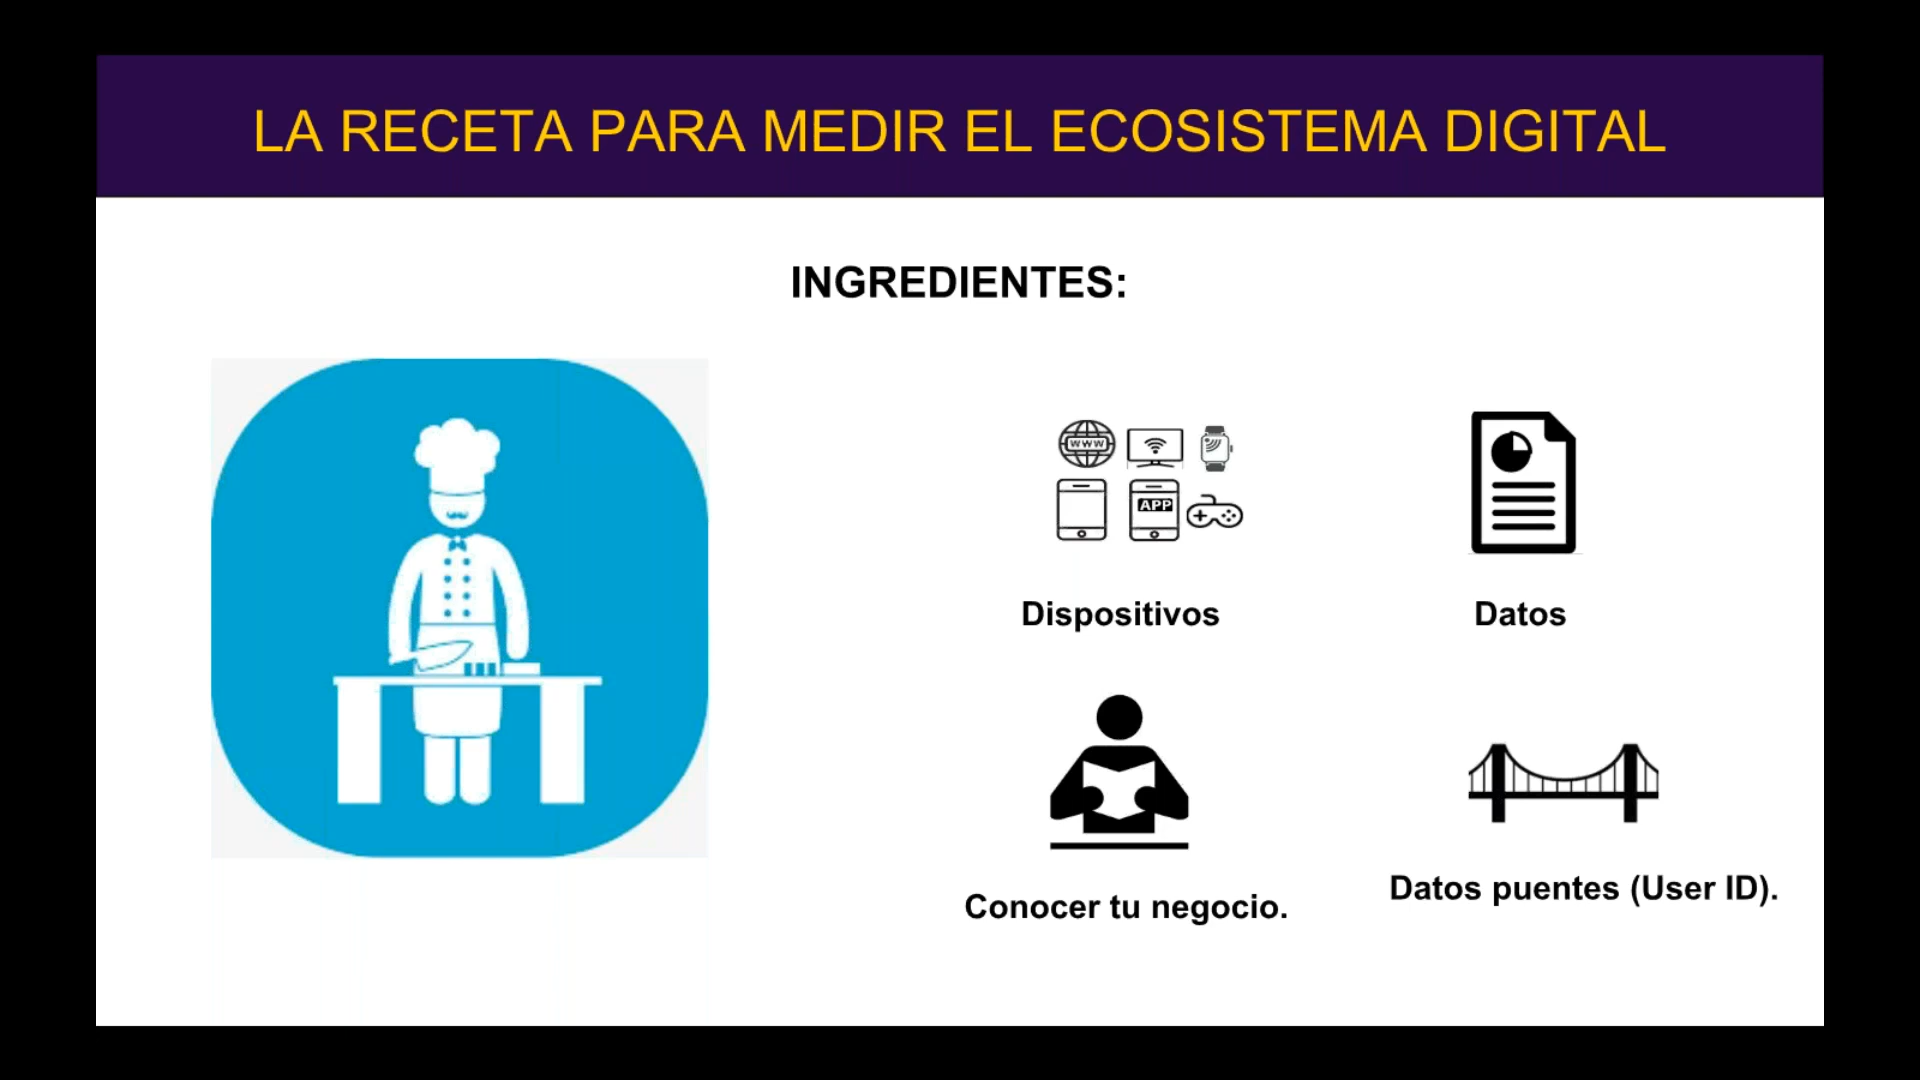 LA RECETA PARA MEDIR EL ECOSISTEMA DIGITAL
INGREDIENTES:
WWW
APP
Dispositivos
Datos
Conocer tu negocio.
Datos puentes (User ID).